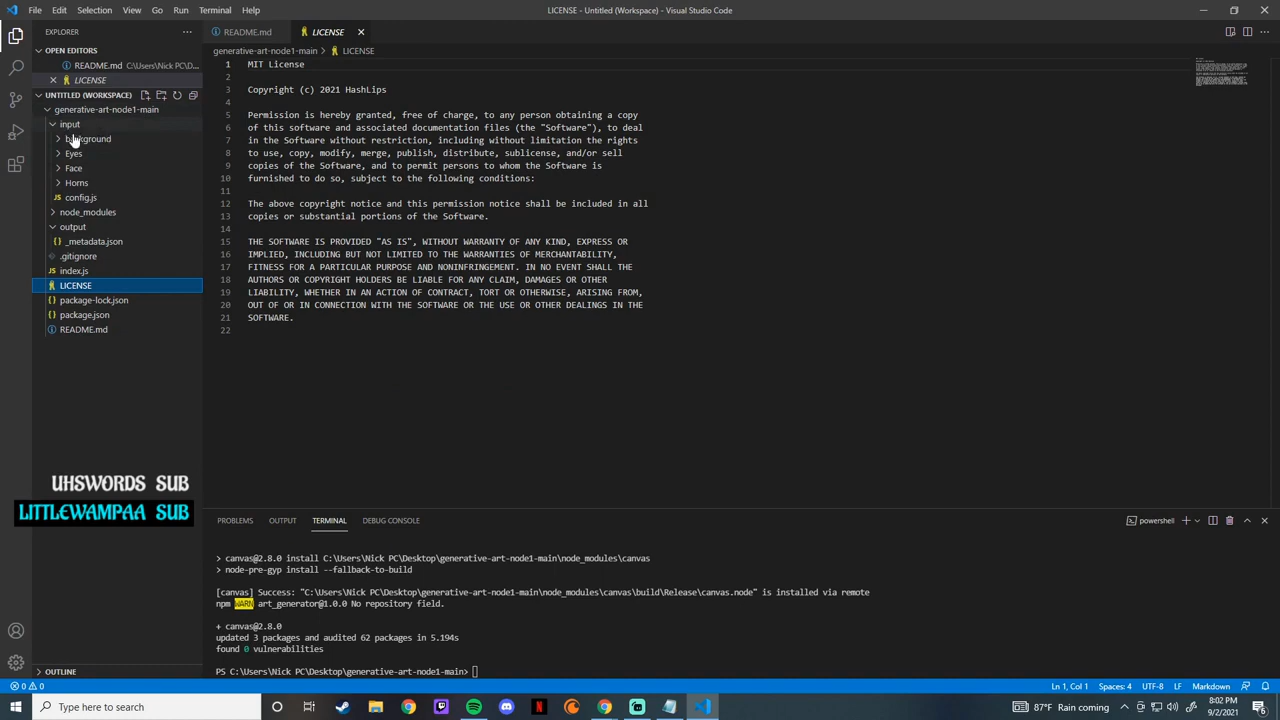 File Edit Selection View Go Run Terminal Help
LICENSE - Untitled (Workspace) - Visual Studio Code
EXPLORER
OPEN EDITORS
README.md C:\Users\Nick PC\D...
LICENSE
UNTITLED (WORKSPACE)
generative-art-node1-main
input
background
Eyes
Face
Horns
config.js
node_modules
output
_metadata.json
.gitignore
index.js
LICENSE
package-lock.json
package.json
README.md
UHSWORDS SUB
LITTLEWAMPAA SUB
OUTLINE
README.md LICENSE
generative-art-node1-main > LICENSE
1 MIT License
2
3 Copyright (c) 2021 HashLips
4
5 Permission is hereby granted, free of charge, to any person obtaining a copy
6 of this software and associated documentation files (the "Software"), to deal
7 in the Software without restriction, including without limitation the rights
8 to use, copy, modify, merge, publish, distribute, sublicense, and/or sell
9 copies of the Software, and to permit persons to whom the Software is
10 furnished to do so, subject to the following conditions:
11
12 The above copyright notice and this permission notice shall be included in all
13 copies or substantial portions of the Software.
14
15 THE SOFTWARE IS PROVIDED "AS IS", WITHOUT WARRANTY OF ANY KIND, EXPRESS OR
16 IMPLIED, INCLUDING BUT NOT LIMITED TO THE WARRANTIES OF MERCHANTABILITY,
17 FITNESS FOR A PARTICULAR PURPOSE AND NONINFRINGEMENT. IN NO EVENT SHALL THE
18 AUTHORS OR COPYRIGHT HOLDERS BE LIABLE FOR ANY CLAIM, DAMAGES OR OTHER
19 LIABILITY, WHETHER IN AN ACTION OF CONTRACT, TORT OR OTHERWISE, ARISING FROM,
20 OUT OF OR IN CONNECTION WITH THE SOFTWARE OR THE USE OR OTHER DEALINGS IN THE
21 SOFTWARE.
22
PROBLEMS OUTPUT TERMINAL DEBUG CONSOLE
powershell
> canvas@2.8.0 install C:\Users\Nick PC\Desktop\generative-art-node1-main\node_modules\canvas
> node-pre-gyp install --fallback-to-build
[canvas] Success: "C:\Users\Nick PC\Desktop\generative-art-node1-main\node_modules\canvas\build\Release\canvas.node" is installed via remote
npm WARN art_generator@1.0.0 No repository field.
+ canvas@2.8.0
updated 3 packages and audited 62 packages in 5.194s
found 0 vulnerabilities
PS C:\Users\Nick PC\Desktop\generative-art-node1-main>
0 0
Ln 1, Col 1 Spaces: 4 UTF-8 LF Markdown
Type here to search
87°F Rain coming
8:02 PM
9/2/2021